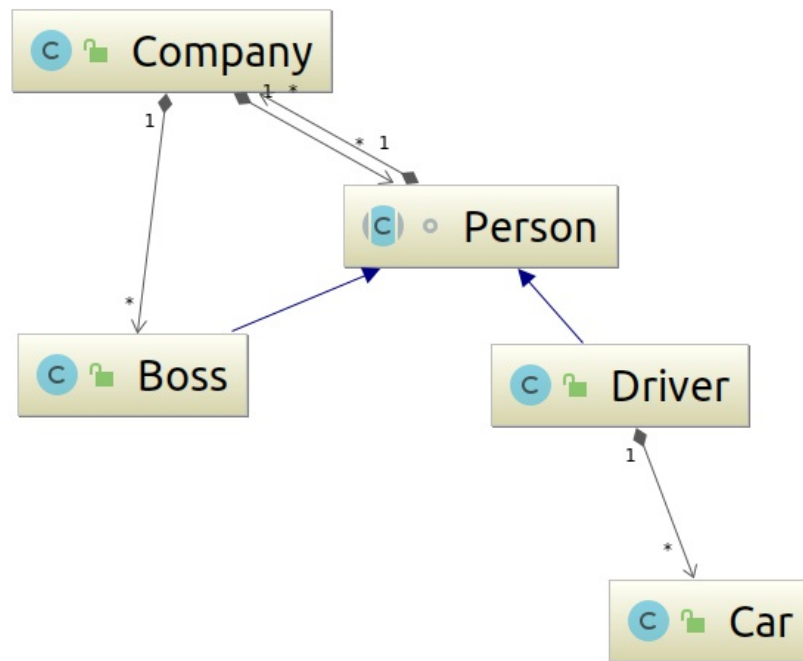 C Company
1 1 *
* 1
C Person
*
C Boss
C Driver
1
*
C Car